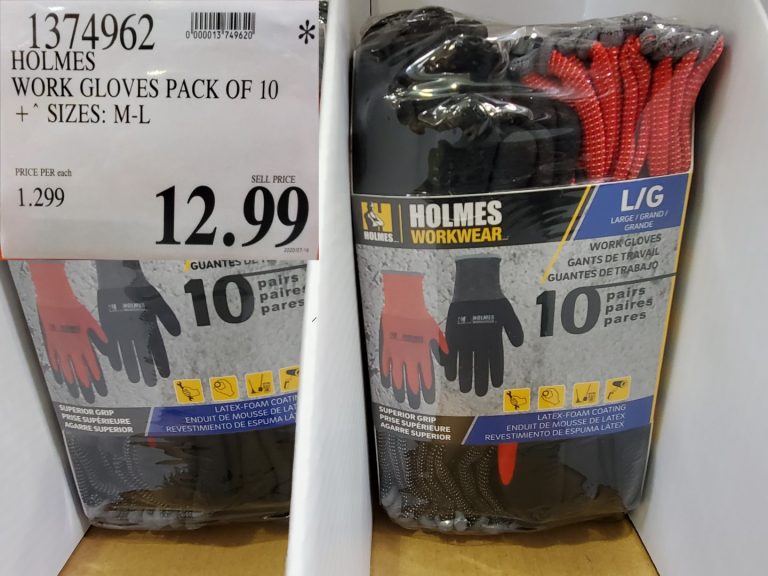 1374962
0000013749620
*
HOLMES
WORK GLOVES PACK OF 10
+^ SIZES: M-L
PRICE PER each
1.299
SELL PRICE
12.99
GUANTES DE
10 pairs
paires
pares
SUPERIOR GRIP
PRISE SUPÉRIEURE
AGARRE SUPERIOR
LATEX-FOAM COATING
ENDUIT DE MOUSSE DE LAT
REVESTIMIENTO DE ESPUMA L
HOLMES
HOLMES
WORKWEAR
L/G
LARGE / GRAND /
GRANDE
WORK GLOVES
GANTS DE TRAVAIL
GUANTES DE TRABAJO
10 pairs
paires
pares
HOLMES
SUPERIOR GRIP
PRISE SUPÉRIEURE
AGARRE SUPERIOR
LATEX-FOAM COATING
ENDUIT DE MOUSSE DE LATEX
REVESTIMIENTO DE ESPUMA LÁTEX